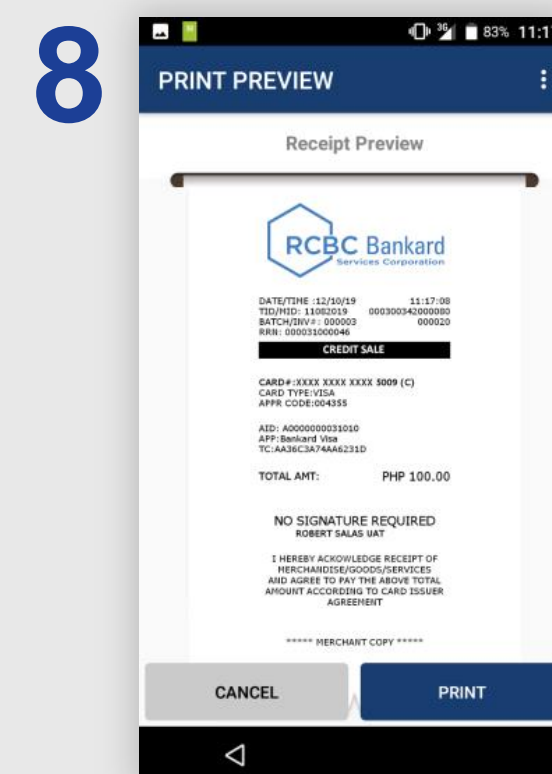 8
83% 11:1
PRINT PREVIEW
Receipt Preview
RCBC Bankard
Services Corporation
DATE/TIME :12/10/19 11:17:08
TID/MID: 11082019 000300342000080
BATCH/INV#: 000003 000020
RRN: 000031000046
CREDIT SALE
CARD#:XXXX XXXX XXXX 5009 (C)
CARD TYPE:VISA
APPR CODE:004355
AID: A0000000031010
APP:Bankard Visa
TC:AA36C3A74AA6231D
TOTAL AMT: PHP 100.00
NO SIGNATURE REQUIRED
ROBERT SALAS UAT
I HEREBY ACKOWLEDGE RECEIPT OF
MERCHANDISE/GOODS/SERVICES
AND AGREE TO PAY THE ABOVE TOTAL
AMOUNT ACCORDING TO CARD ISSUER
AGREEMENT
***** MERCHANT COPY *****
CANCEL PRINT